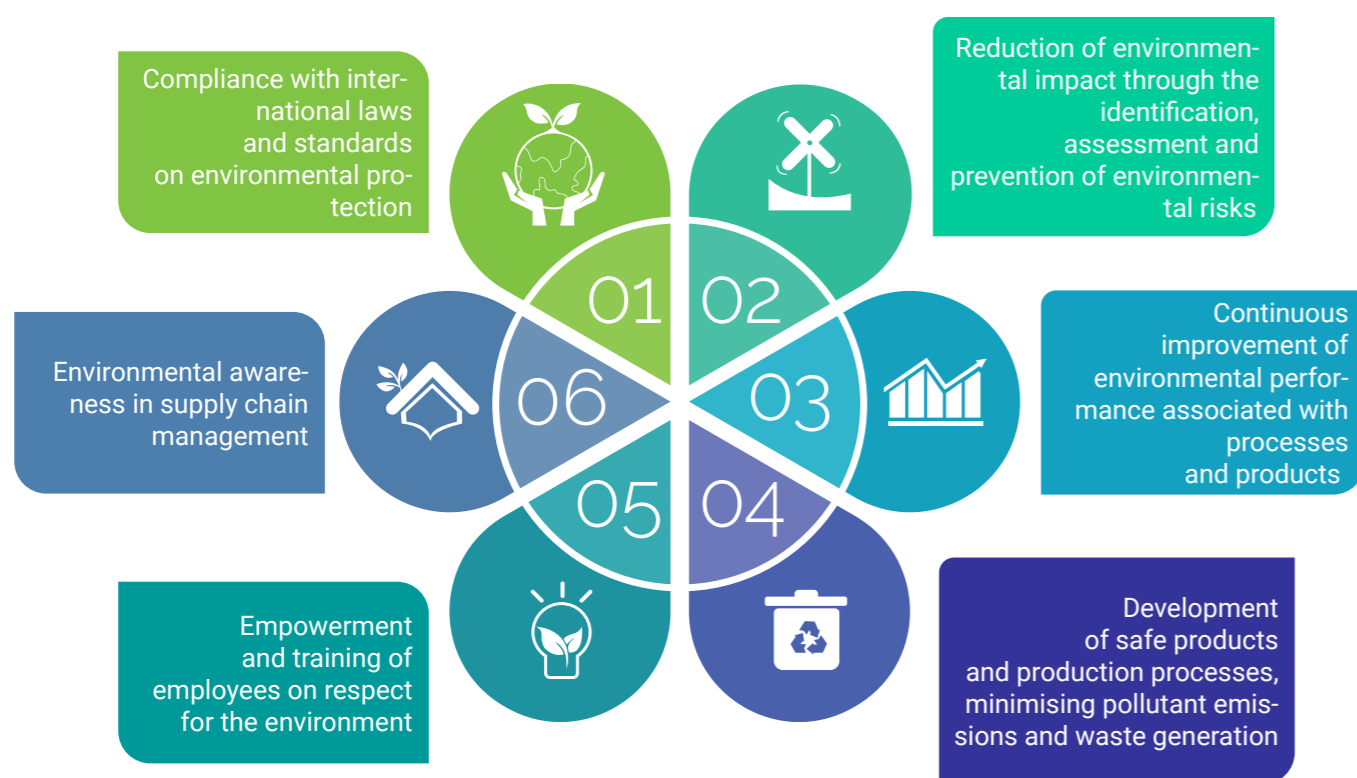 Compliance with inter-
national laws
and standards
on environmental pro-
tection
01
Reduction of environmen-
tal impact through the
identification,
assessment and
prevention of environmen-
tal risks
02
Continuous
improvement of
environmental perfor-
mance associated with
processes
and products
03
Development
of safe products
and production processes,
minimising pollutant emis-
sions and waste generation
04
Empowerment
and training of
employees on respect
for the environment
05
Environmental aware-
ness in supply chain
management
06